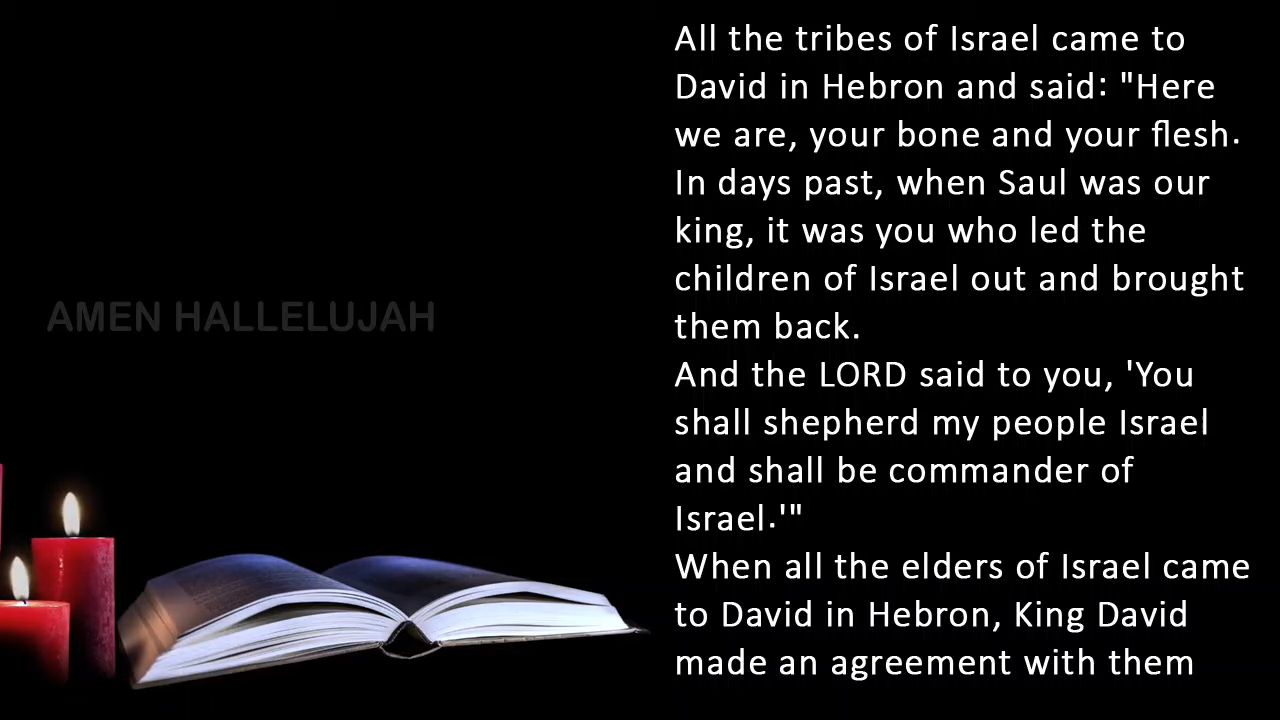 All the tribes of Israel came to
David in Hebron and said: "Here
we are, your bone and your flesh.
In days past, when Saul was our
king, it was you who led the
children of Israel out and brought
them back.
And the LORD said to you, 'You
shall shepherd my people Israel
and shall be commander of
Israel.'"
When all the elders of Israel came
to David in Hebron, King David
made an agreement with them
AMEN HALLELUJAH